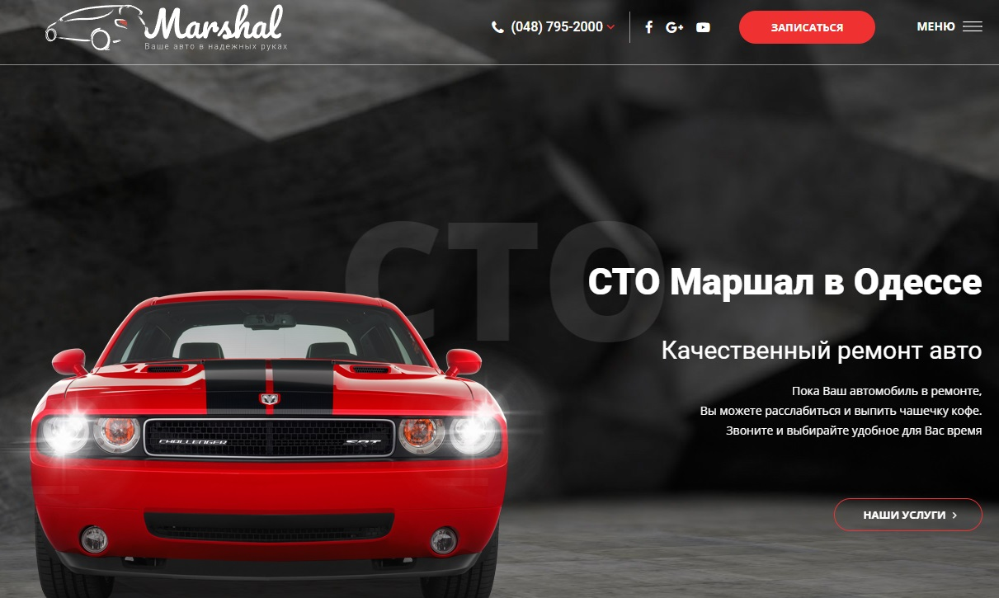 Marshal
Ваше авто в надежных руках
(048) 795-2000
G+
ЗАПИСАТЬСЯ
МЕНЮ
СТО
СТО Маршал в Одессе
Качественный ремонт авто
Пока Ваш автомобиль в ремонте,
Вы можете расслабиться и выпить чашечку кофе.
Звоните и выбирайте удобное для Вас время
CHALLENGER
SRT
НАШИ УСЛУГИ